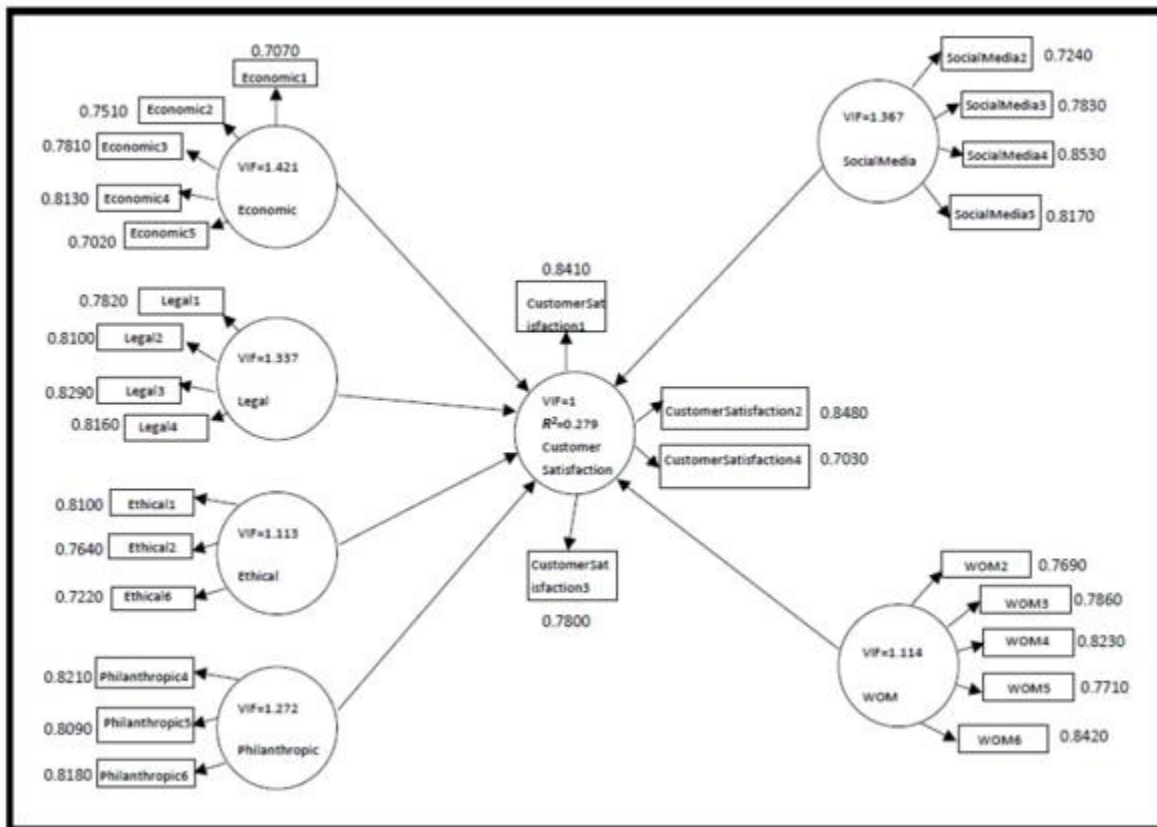 0.7070
Economic1
0.7510
Economic2
0.7810
Economic3
0.8130
Economic4
0.7020
Economic5
VIF=1.421
Economic
0.7820
Legal1
0.8100
Legal2
0.8290
Legal3
0.8160
Legal4
VIF=1.337
Legal
0.8100
Ethical1
0.7640
Ethical2
0.7220
Ethical6
VIF=1.113
Ethical
0.8210
Philanthropic4
0.8090
Philanthropic5
0.8180
Philanthropic6
VIF=1.272
Philanthropic
0.8410
CustomerSat
isfaction1
VIF=1
R²=0.279
Customer
Satisfaction
CustomerSatisfaction2
0.8480
CustomerSatisfaction4
0.7030
CustomerSat
isfaction3
0.7800
SocialMedia2
0.7240
SocialMedia3
0.7830
SocialMedia4
0.8530
SocialMedia5
0.8170
VIF=1.367
SocialMedia
WOM2
0.7690
WOM3
0.7860
WOM4
0.8230
WOM5
0.7710
WOM6
0.8420
VIF=1.114
WOM